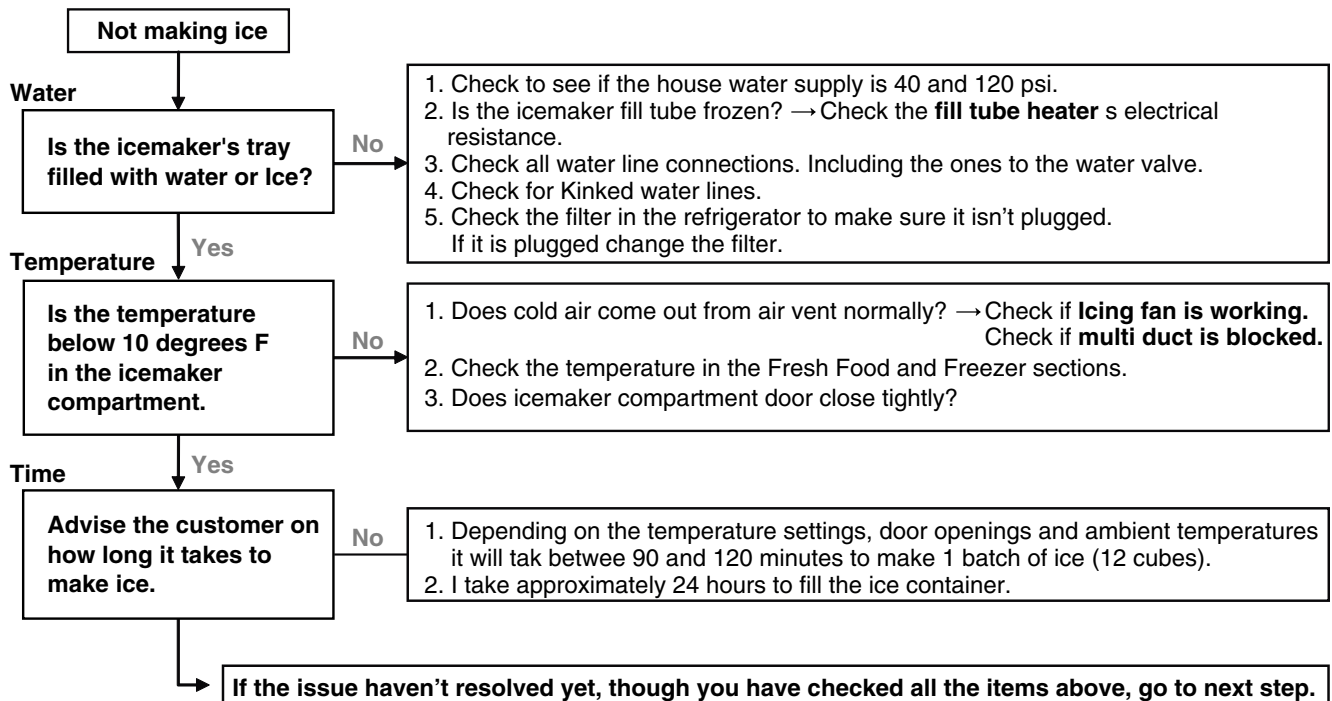 Not making ice
Water
Is the icemaker's tray
filled with water or Ice?
No
1. Check to see if the house water supply is 40 and 120 psi.
2. Is the icemaker fill tube frozen? → Check the fill tube heater s electrical
resistance.
3. Check all water line connections. Including the ones to the water valve.
4. Check for Kinked water lines.
5. Check the filter in the refrigerator to make sure it isn't plugged.
If it is plugged change the filter.
Yes
Temperature
Is the temperature
below 10 degrees F
in the icemaker
compartment.
No
1. Does cold air come out from air vent normally? → Check if Icing fan is working.
Check if multi duct is blocked.
2. Check the temperature in the Fresh Food and Freezer sections.
3. Does icemaker compartment door close tightly?
Yes
Time
Advise the customer on
how long it takes to
make ice.
No
1. Depending on the temperature settings, door openings and ambient temperatures
it will tak betwee 90 and 120 minutes to make 1 batch of ice (12 cubes).
2. I take approximately 24 hours to fill the ice container.
If the issue haven't resolved yet, though you have checked all the items above, go to next step.